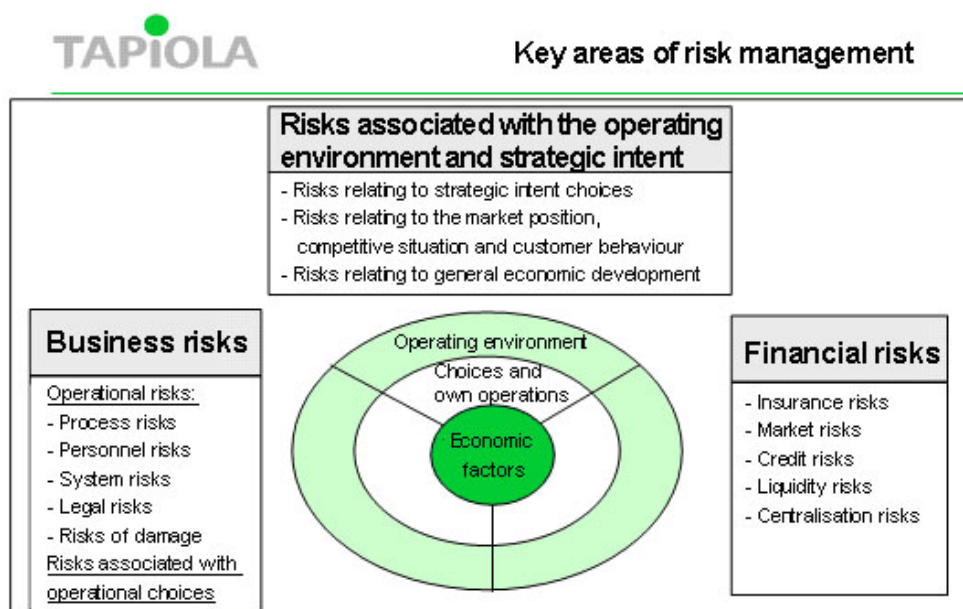 TAPIOLA
Key areas of risk management
Risks associated with the operating
environment and strategic intent
- Risks relating to strategic intent choices
- Risks relating to the market position,
competitive situation and customer behaviour
- Risks relating to general economic development
Business risks
Operational risks:
- Process risks
- Personnel risks
- System risks
- Legal risks
- Risks of damage
Risks associated with
operational choices
Operating environment
Choices and
own operations
Economic
factors
Financial risks
- Insurance risks
- Market risks
- Credit risks
- Liquidity risks
- Centralisation risks